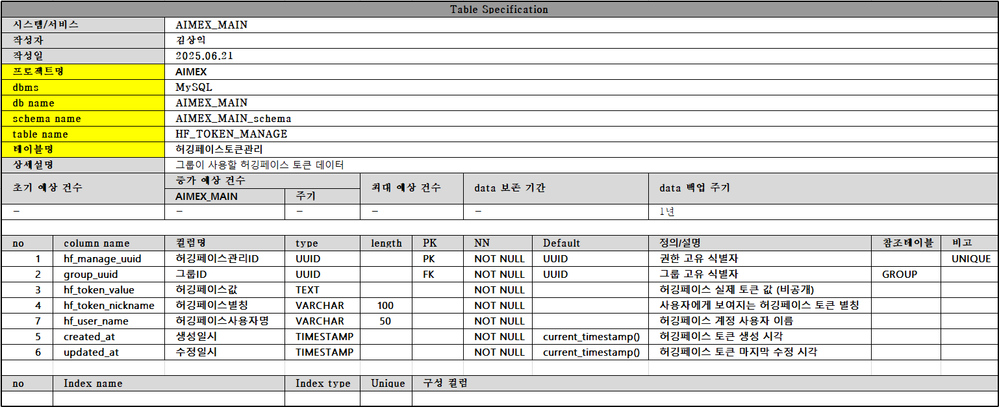 Table Specification
시스템/서비스 AIMEX_MAIN
작성자 김상익
작성일 2025.06.21
프로젝트명 AIMEX
dbms MySQL
db name AIMEX_MAIN
schema name AIMEX_MAIN_schema
table name HF_TOKEN_MANAGE
테이블명 허깅페이스토큰관리
상세설명 그룹이 사용할 허깅페이스 토큰 데이터
초기 예상 건수 증가 예상 건수 최대 예상 건수 data 보존 기간 data 백업 주기
AIMEX_MAIN 주기
– – – – – 1년
no column name 컬럼명 type length PK NN Default 정의/설명 참조테이블 비고
1 hf_manage_uuid 허깅페이스관리ID UUID PK NOT NULL UUID 권한 고유 식별자 UNIQUE
2 group_uuid 그룹ID UUID FK NOT NULL UUID 그룹 고유 식별자 GROUP
3 hf_token_value 허깅페이스값 TEXT NOT NULL 허깅페이스 실제 토큰 값 (비공개)
4 hf_token_nickname 허깅페이스별칭 VARCHAR 100 NOT NULL 사용자에게 보여지는 허깅페이스 토큰 별칭
7 hf_user_name 허깅페이스사용자명 VARCHAR 50 NOT NULL 허깅페이스 계정 사용자 이름
5 created_at 생성일시 TIMESTAMP NOT NULL current_timestamp() 허깅페이스 토큰 생성 시각
6 updated_at 수정일시 TIMESTAMP NOT NULL current_timestamp() 허깅페이스 토큰 마지막 수정 시각
no Index name Index type Unique 구성 컬럼